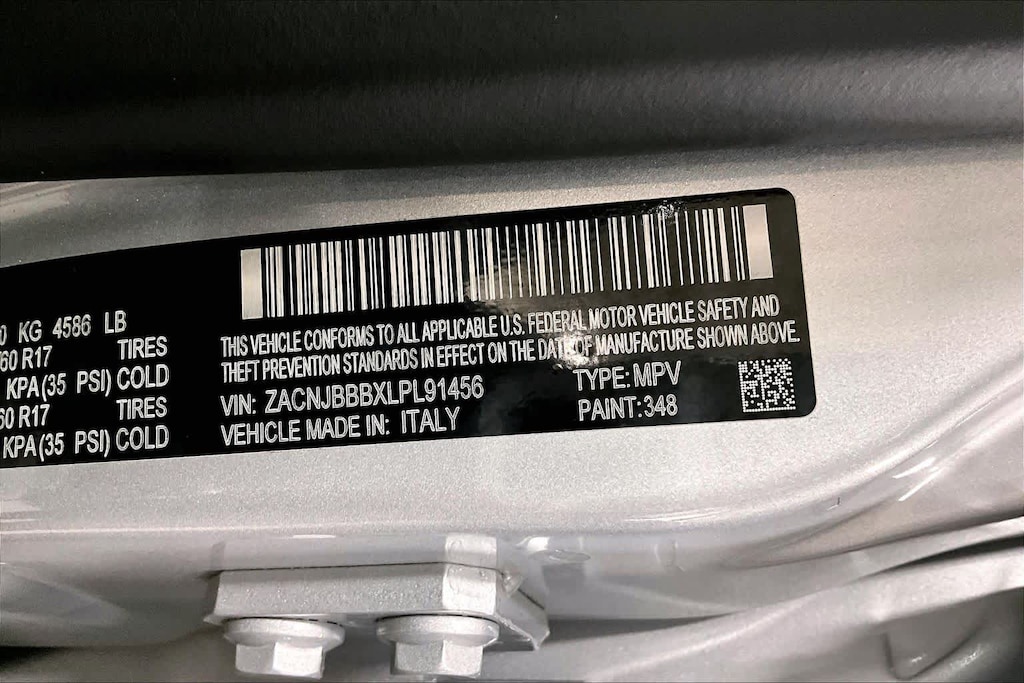 0 KG 4586 LB
/60 R17 TIRES
KPA(35 PSI) COLD
60 R17 TIRES
KPA(35 PSI) COLD
THIS VEHICLE CONFORMS TO ALL APPLICABLE U.S. FEDERAL MOTOR VEHICLE SAFETY AND
THEFT PREVENTION STANDARDS IN EFFECT ON THE DATE OF MANUFACTURE SHOWN ABOVE.
VIN: ZACNJBBBXLPL91456 TYPE: MPV
VEHICLE MADE IN: ITALY PAINT: 348